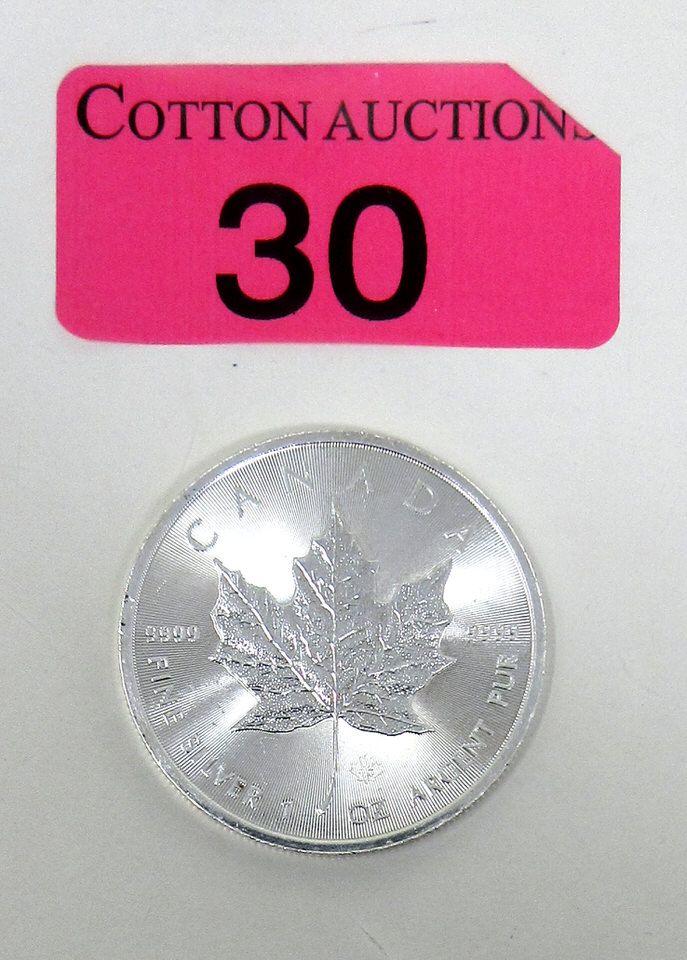 COTTON AUCTIONS
30
CANADA
9999 9999
FINE SILVER 1 OZ ARGENT PUR